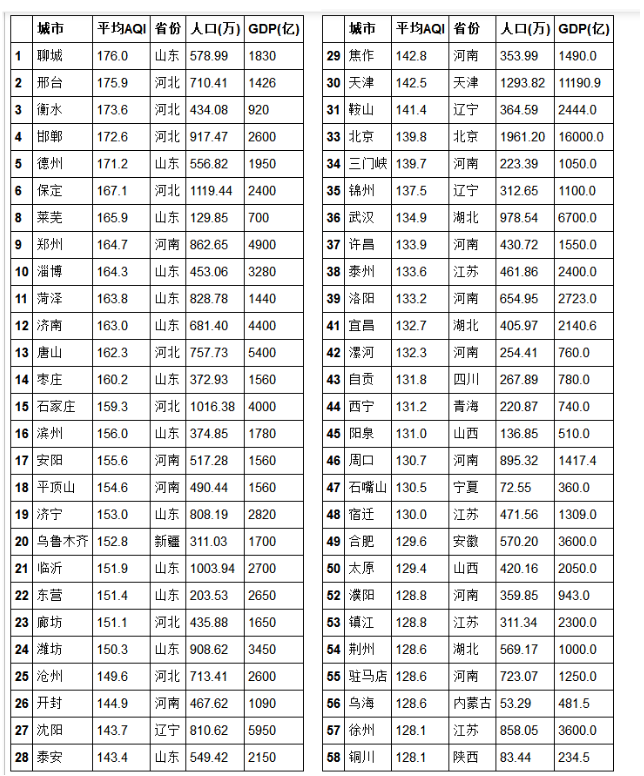 城市 平均AQI 省份 人口(万) GDP(亿)
1 聊城 176.0 山东 578.99 1830
2 邢台 175.9 河北 710.41 1426
3 衡水 173.6 河北 434.08 920
4 邯郸 172.6 河北 917.47 2600
5 德州 171.2 山东 556.82 1950
6 保定 167.1 河北 1119.44 2400
8 莱芜 165.9 山东 129.85 700
9 郑州 164.7 河南 862.65 4900
10 淄博 164.3 山东 453.06 3280
11 菏泽 163.8 山东 828.78 1440
12 济南 163.0 山东 681.40 4400
13 唐山 162.3 河北 757.73 5400
14 枣庄 160.2 山东 372.93 1560
15 石家庄 159.3 河北 1016.38 4000
16 滨州 156.0 山东 374.85 1780
17 安阳 155.6 河南 517.28 1560
18 平顶山 154.6 河南 490.44 1560
19 济宁 153.0 山东 808.19 2820
20 乌鲁木齐 152.8 新疆 311.03 1700
21 临沂 151.9 山东 1003.94 2700
22 东营 151.4 山东 203.53 2650
23 廊坊 151.1 河北 435.88 1650
24 潍坊 150.3 山东 908.62 3450
25 沧州 149.6 河北 713.41 2600
26 开封 144.9 河南 467.62 1090
27 沈阳 143.7 辽宁 810.62 5950
28 泰安 143.4 山东 549.42 2150
城市 平均AQI 省份 人口(万) GDP(亿)
29 焦作 142.8 河南 353.99 1490.0
30 天津 142.5 天津 1293.82 11190.9
31 鞍山 141.4 辽宁 364.59 2444.0
33 北京 139.8 北京 1961.20 16000.0
34 三门峡 139.7 河南 223.39 1050.0
35 锦州 137.5 辽宁 312.65 1100.0
36 武汉 134.9 湖北 978.54 6700.0
37 许昌 133.9 河南 430.72 1550.0
38 泰州 133.6 江苏 461.86 2400.0
39 洛阳 133.2 河南 654.95 2723.0
41 宜昌 132.7 湖北 405.97 2140.6
42 漯河 132.3 河南 254.41 760.0
43 自贡 131.8 四川 267.89 780.0
44 西宁 131.2 青海 220.87 740.0
45 阳泉 131.0 山西 136.85 510.0
46 周口 130.7 河南 895.32 1417.4
47 石嘴山 130.5 宁夏 72.55 360.0
48 宿迁 130.0 江苏 471.56 1309.0
49 合肥 129.6 安徽 570.20 3600.0
50 太原 129.4 山西 420.16 2050.0
52 濮阳 128.8 河南 359.85 943.0
53 镇江 128.8 江苏 311.34 2300.0
54 荆州 128.6 湖北 569.17 1000.0
55 驻马店 128.6 河南 723.07 1250.0
56 乌海 128.6 内蒙古 53.29 481.5
57 徐州 128.1 江苏 858.05 3600.0
58 铜川 128.1 陕西 83.44 234.5